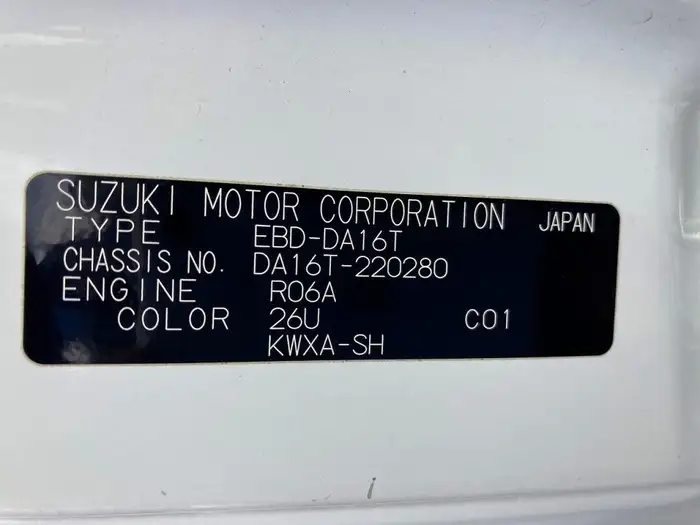 SUZUKI MOTOR CORPORATION JAPAN
TYPE EBD-DA16T
CHASSIS NO. DA16T-220280
ENGINE R06A
COLOR 26U C01
KWXA-SH